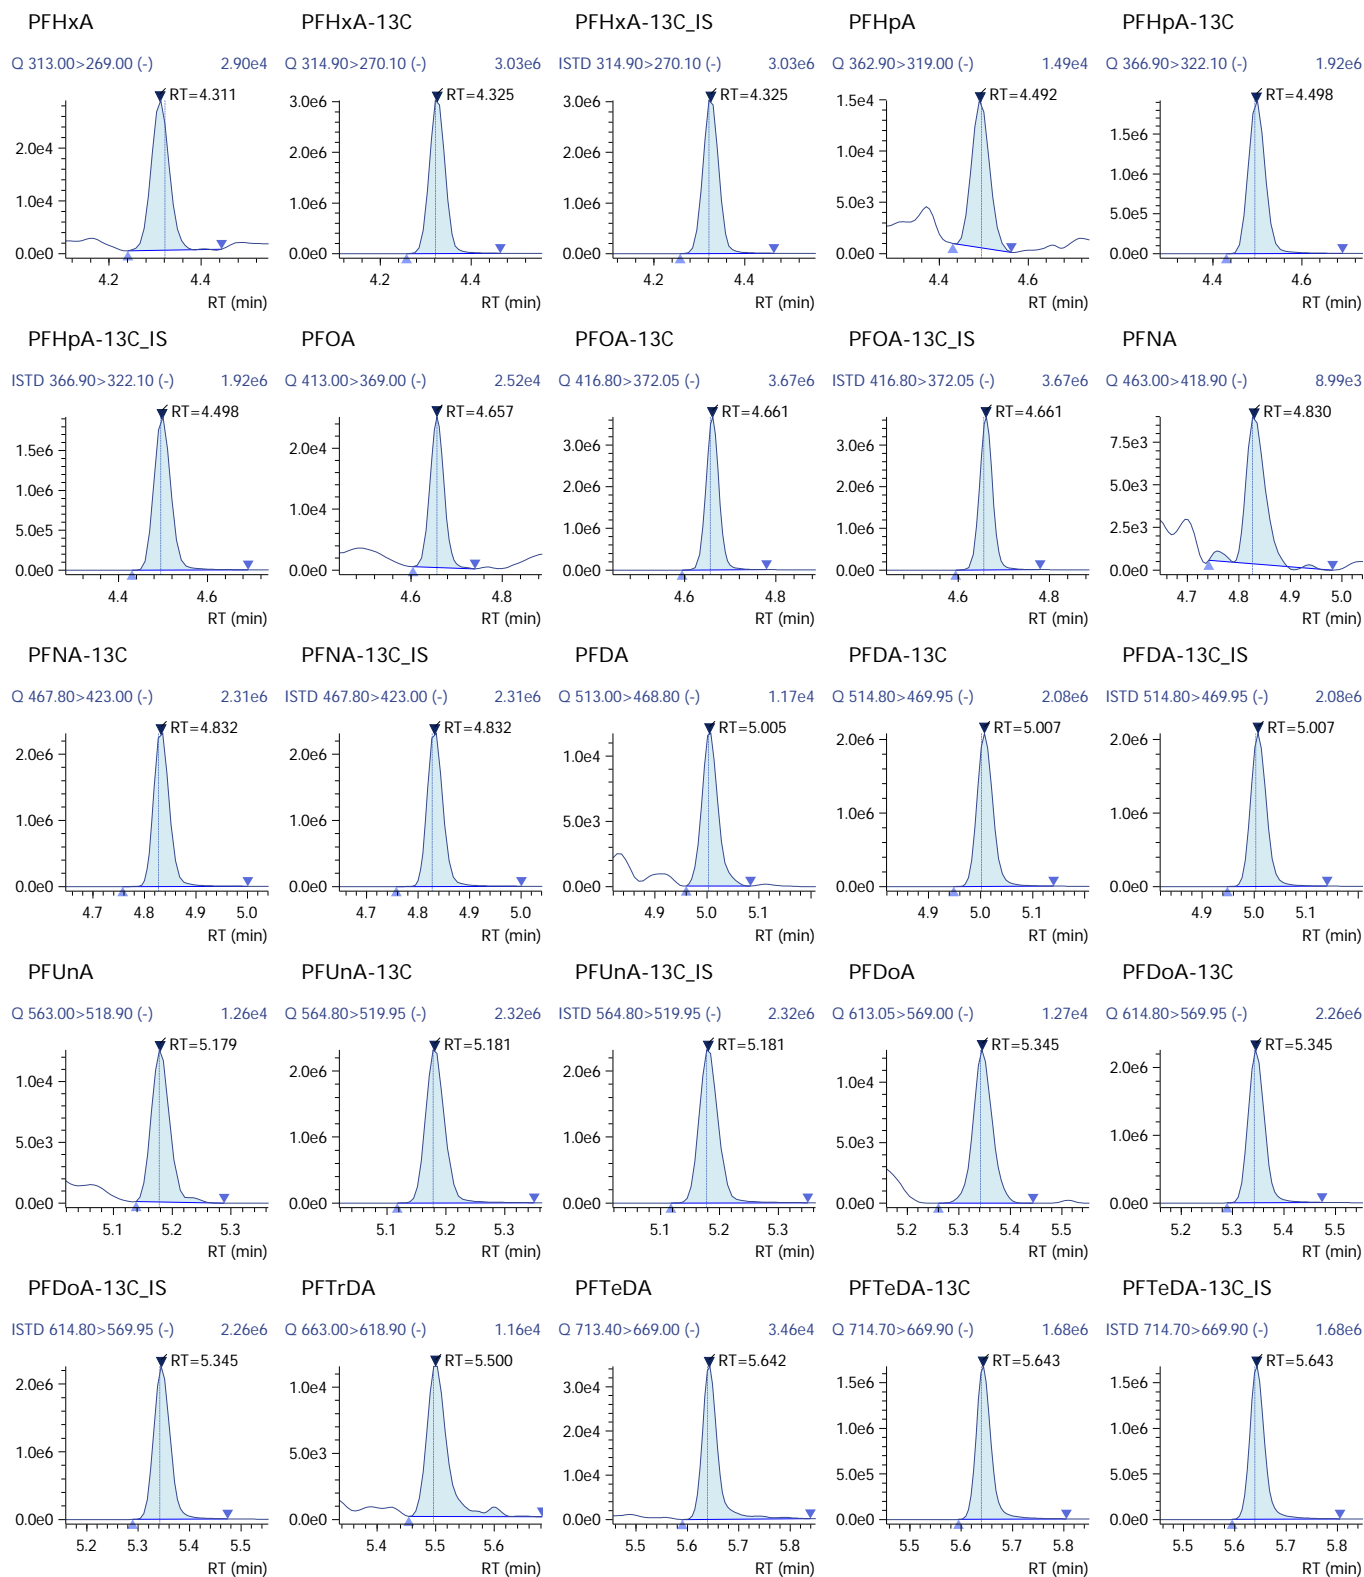 PFHxA
Q 313.00>269.00 (-) 2.90e4
RT=4.311
2.0e4
1.0e4
0.0e0
4.2 4.4
RT (min)
PFHxA-13C
Q 314.90>270.10 (-) 3.03e6
RT=4.325
3.0e6
2.0e6
1.0e6
0.0e0
4.2 4.4
RT (min)
PFHxA-13C_IS
ISTD 314.90>270.10 (-) 3.03e6
RT=4.325
3.0e6
2.0e6
1.0e6
0.0e0
4.2 4.4
RT (min)
PFHpA
Q 362.90>319.00 (-) 1.49e4
RT=4.492
1.5e4
1.0e4
5.0e3
0.0e0
4.4 4.6
RT (min)
PFHpA-13C
Q 366.90>322.10 (-) 1.92e6
RT=4.498
1.5e6
1.0e6
5.0e5
0.0e0
4.4 4.6
RT (min)
PFHpA-13C_IS
ISTD 366.90>322.10 (-) 1.92e6
RT=4.498
1.5e6
1.0e6
5.0e5
0.0e0
4.4 4.6
RT (min)
PFOA
Q 413.00>369.00 (-) 2.52e4
RT=4.657
2.0e4
1.0e4
0.0e0
4.6 4.8
RT (min)
PFOA-13C
Q 416.80>372.05 (-) 3.67e6
RT=4.661
3.0e6
2.0e6
1.0e6
0.0e0
4.6 4.8
RT (min)
PFOA-13C_IS
ISTD 416.80>372.05 (-) 3.67e6
RT=4.661
3.0e6
2.0e6
1.0e6
0.0e0
4.6 4.8
RT (min)
PFNA
Q 463.00>418.90 (-) 8.99e3
RT=4.830
7.5e3
5.0e3
2.5e3
0.0e0
4.7 4.8 4.9 5.0
RT (min)
PFNA-13C
Q 467.80>423.00 (-) 2.31e6
RT=4.832
2.0e6
1.0e6
0.0e0
4.7 4.8 4.9 5.0
RT (min)
PFNA-13C_IS
ISTD 467.80>423.00 (-) 2.31e6
RT=4.832
2.0e6
1.0e6
0.0e0
4.7 4.8 4.9 5.0
RT (min)
PFDA
Q 513.00>468.80 (-) 1.17e4
RT=5.005
1.0e4
5.0e3
0.0e0
4.9 5.0 5.1
RT (min)
PFDA-13C
Q 514.80>469.95 (-) 2.08e6
RT=5.007
2.0e6
1.0e6
0.0e0
4.9 5.0 5.1
RT (min)
PFDA-13C_IS
ISTD 514.80>469.95 (-) 2.08e6
RT=5.007
2.0e6
1.0e6
0.0e0
4.9 5.0 5.1
RT (min)
PFUnA
Q 563.00>518.90 (-) 1.26e4
RT=5.179
1.0e4
5.0e3
0.0e0
5.1 5.2 5.3
RT (min)
PFUnA-13C
Q 564.80>519.95 (-) 2.32e6
RT=5.181
2.0e6
1.0e6
0.0e0
5.1 5.2 5.3
RT (min)
PFUnA-13C_IS
ISTD 564.80>519.95 (-) 2.32e6
RT=5.181
2.0e6
1.0e6
0.0e0
5.1 5.2 5.3
RT (min)
PFDoA
Q 613.05>569.00 (-) 1.27e4
RT=5.345
1.0e4
5.0e3
0.0e0
5.2 5.3 5.4 5.5
RT (min)
PFDoA-13C
Q 614.80>569.95 (-) 2.26e6
RT=5.345
2.0e6
1.0e6
0.0e0
5.2 5.3 5.4 5.5
RT (min)
PFDoA-13C_IS
ISTD 614.80>569.95 (-) 2.26e6
RT=5.345
2.0e6
1.0e6
0.0e0
5.2 5.3 5.4 5.5
RT (min)
PFTrDA
Q 663.00>618.90 (-) 1.16e4
RT=5.500
1.0e4
5.0e3
0.0e0
5.4 5.5 5.6
RT (min)
PFTeDA
Q 713.40>669.00 (-) 3.46e4
RT=5.642
3.0e4
2.0e4
1.0e4
0.0e0
5.5 5.6 5.7 5.8
RT (min)
PFTeDA-13C
Q 714.70>669.90 (-) 1.68e6
RT=5.643
1.5e6
1.0e6
5.0e5
0.0e0
5.5 5.6 5.7 5.8
RT (min)
PFTeDA-13C_IS
ISTD 714.70>669.90 (-) 1.68e6
RT=5.643
1.5e6
1.0e6
5.0e5
0.0e0
5.5 5.6 5.7 5.8
RT (min)